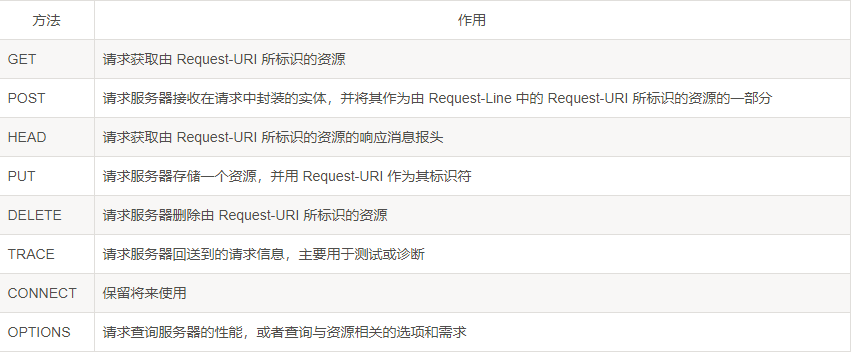 方法 作用
GET 请求获取由 Request-URI 所标识的资源
POST 请求服务器接收在请求中封装的实体，并将其作为由 Request-Line 中的 Request-URI 所标识的资源的一部分
HEAD 请求获取由 Request-URI 所标识的资源的响应消息报头
PUT 请求服务器存储一个资源，并用 Request-URI 作为其标识符
DELETE 请求服务器删除由 Request-URI 所标识的资源
TRACE 请求服务器回送到的请求信息，主要用于测试或诊断
CONNECT 保留将来使用
OPTIONS 请求查询服务器的性能，或者查询与资源相关的选项和需求